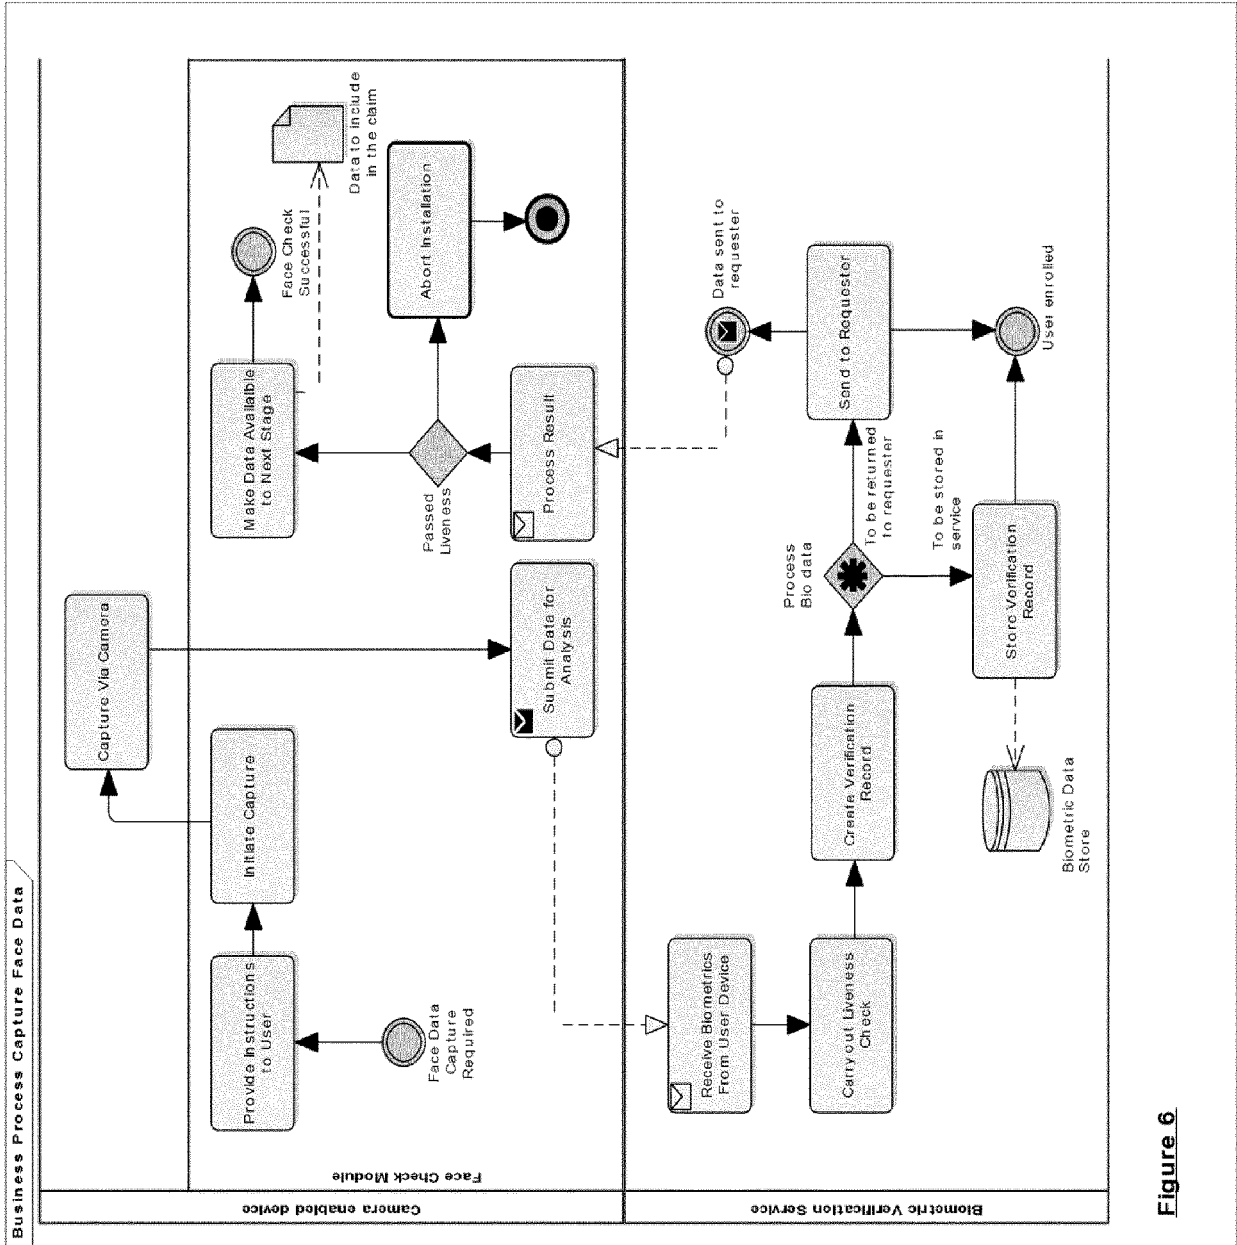 Business Process Capture Face Data
Camera enabled device
Face Check Module
Capture Via Camera
Provide Instructions
to User
Initiate Capture
Make Data Available
to Next Stage
Face Check
Successful
Data to include
in the claim
Face Data
Capture
Required
Passed
Liveness
Abort Installation
Submit Data for
Analysis
Process Result
Biometric Verification Service
Receive Biometrics
From User Device
Data sent to
requester
Carry out Liveness
Check
Create Verification
Record
Process
Bio data
To be returned
to requester
Send to Requester
To be stored in
service
Store Verification
Record
User enrolled
Biometric Data
Store
Figure 6